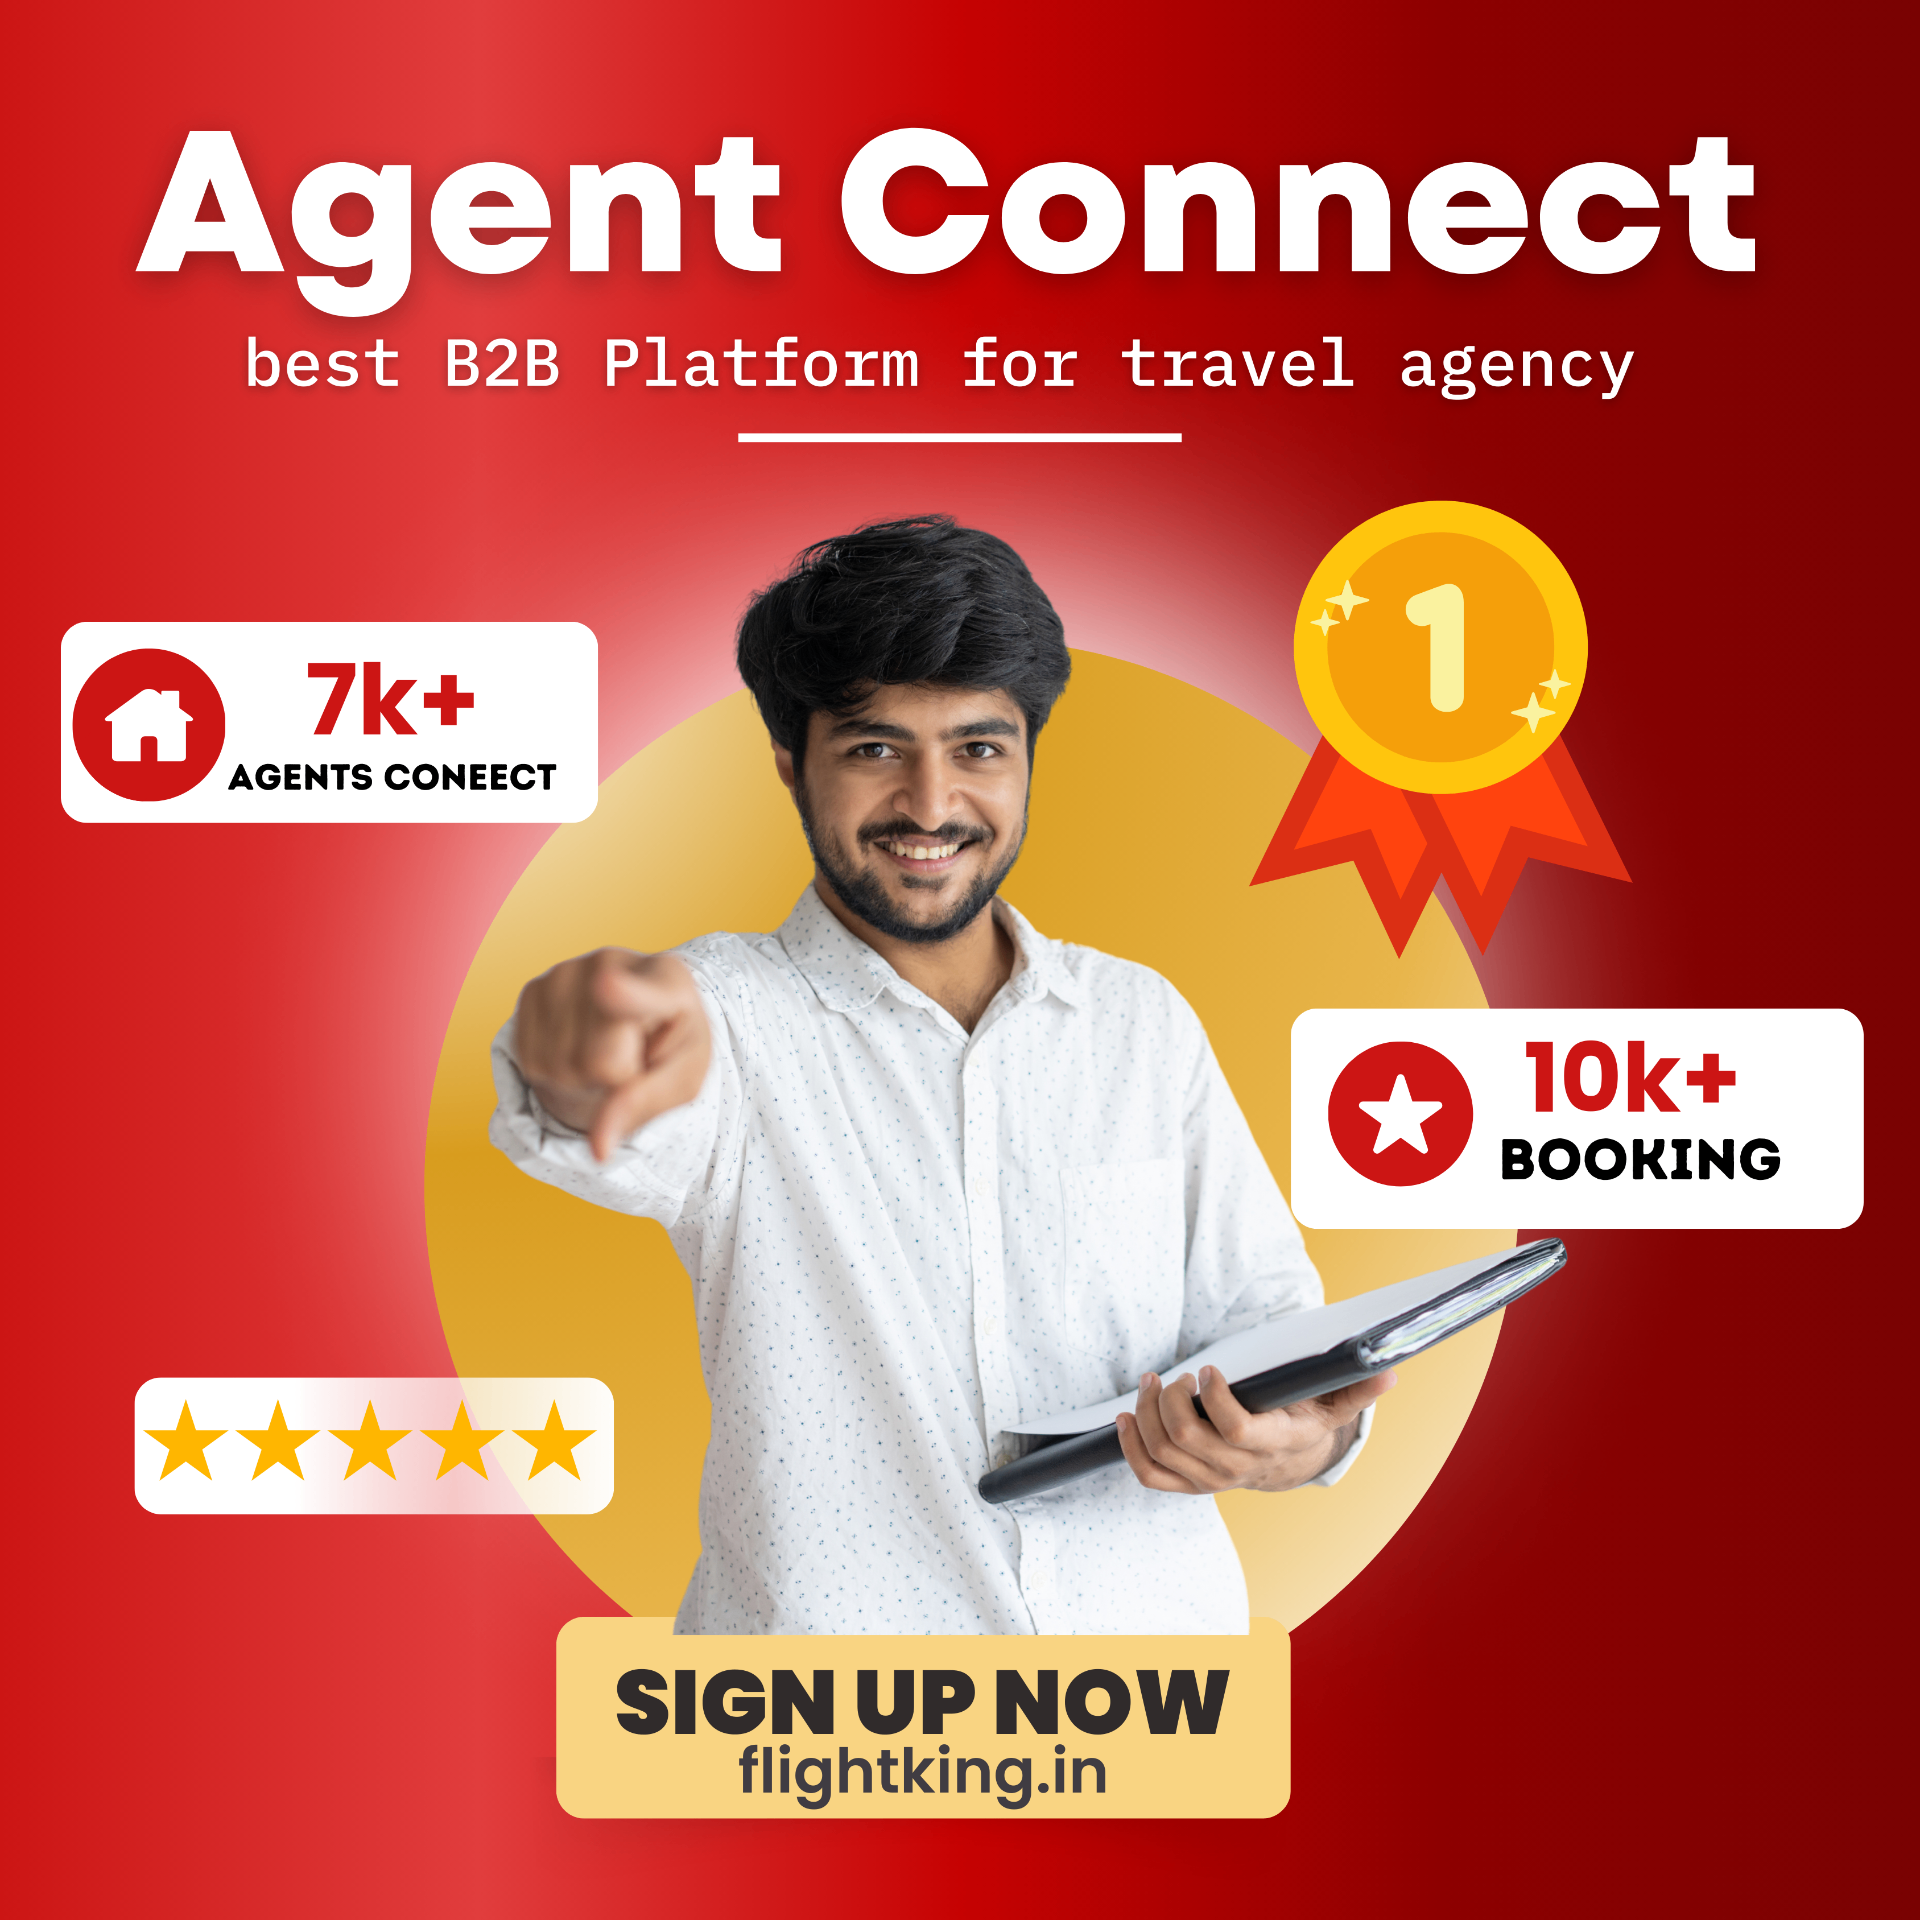 Agent Connect
best B2B Platform for travel agency
1
7k+
AGENTS CONEECT
10k+
BOOKING
SIGN UP NOW
flightking.in